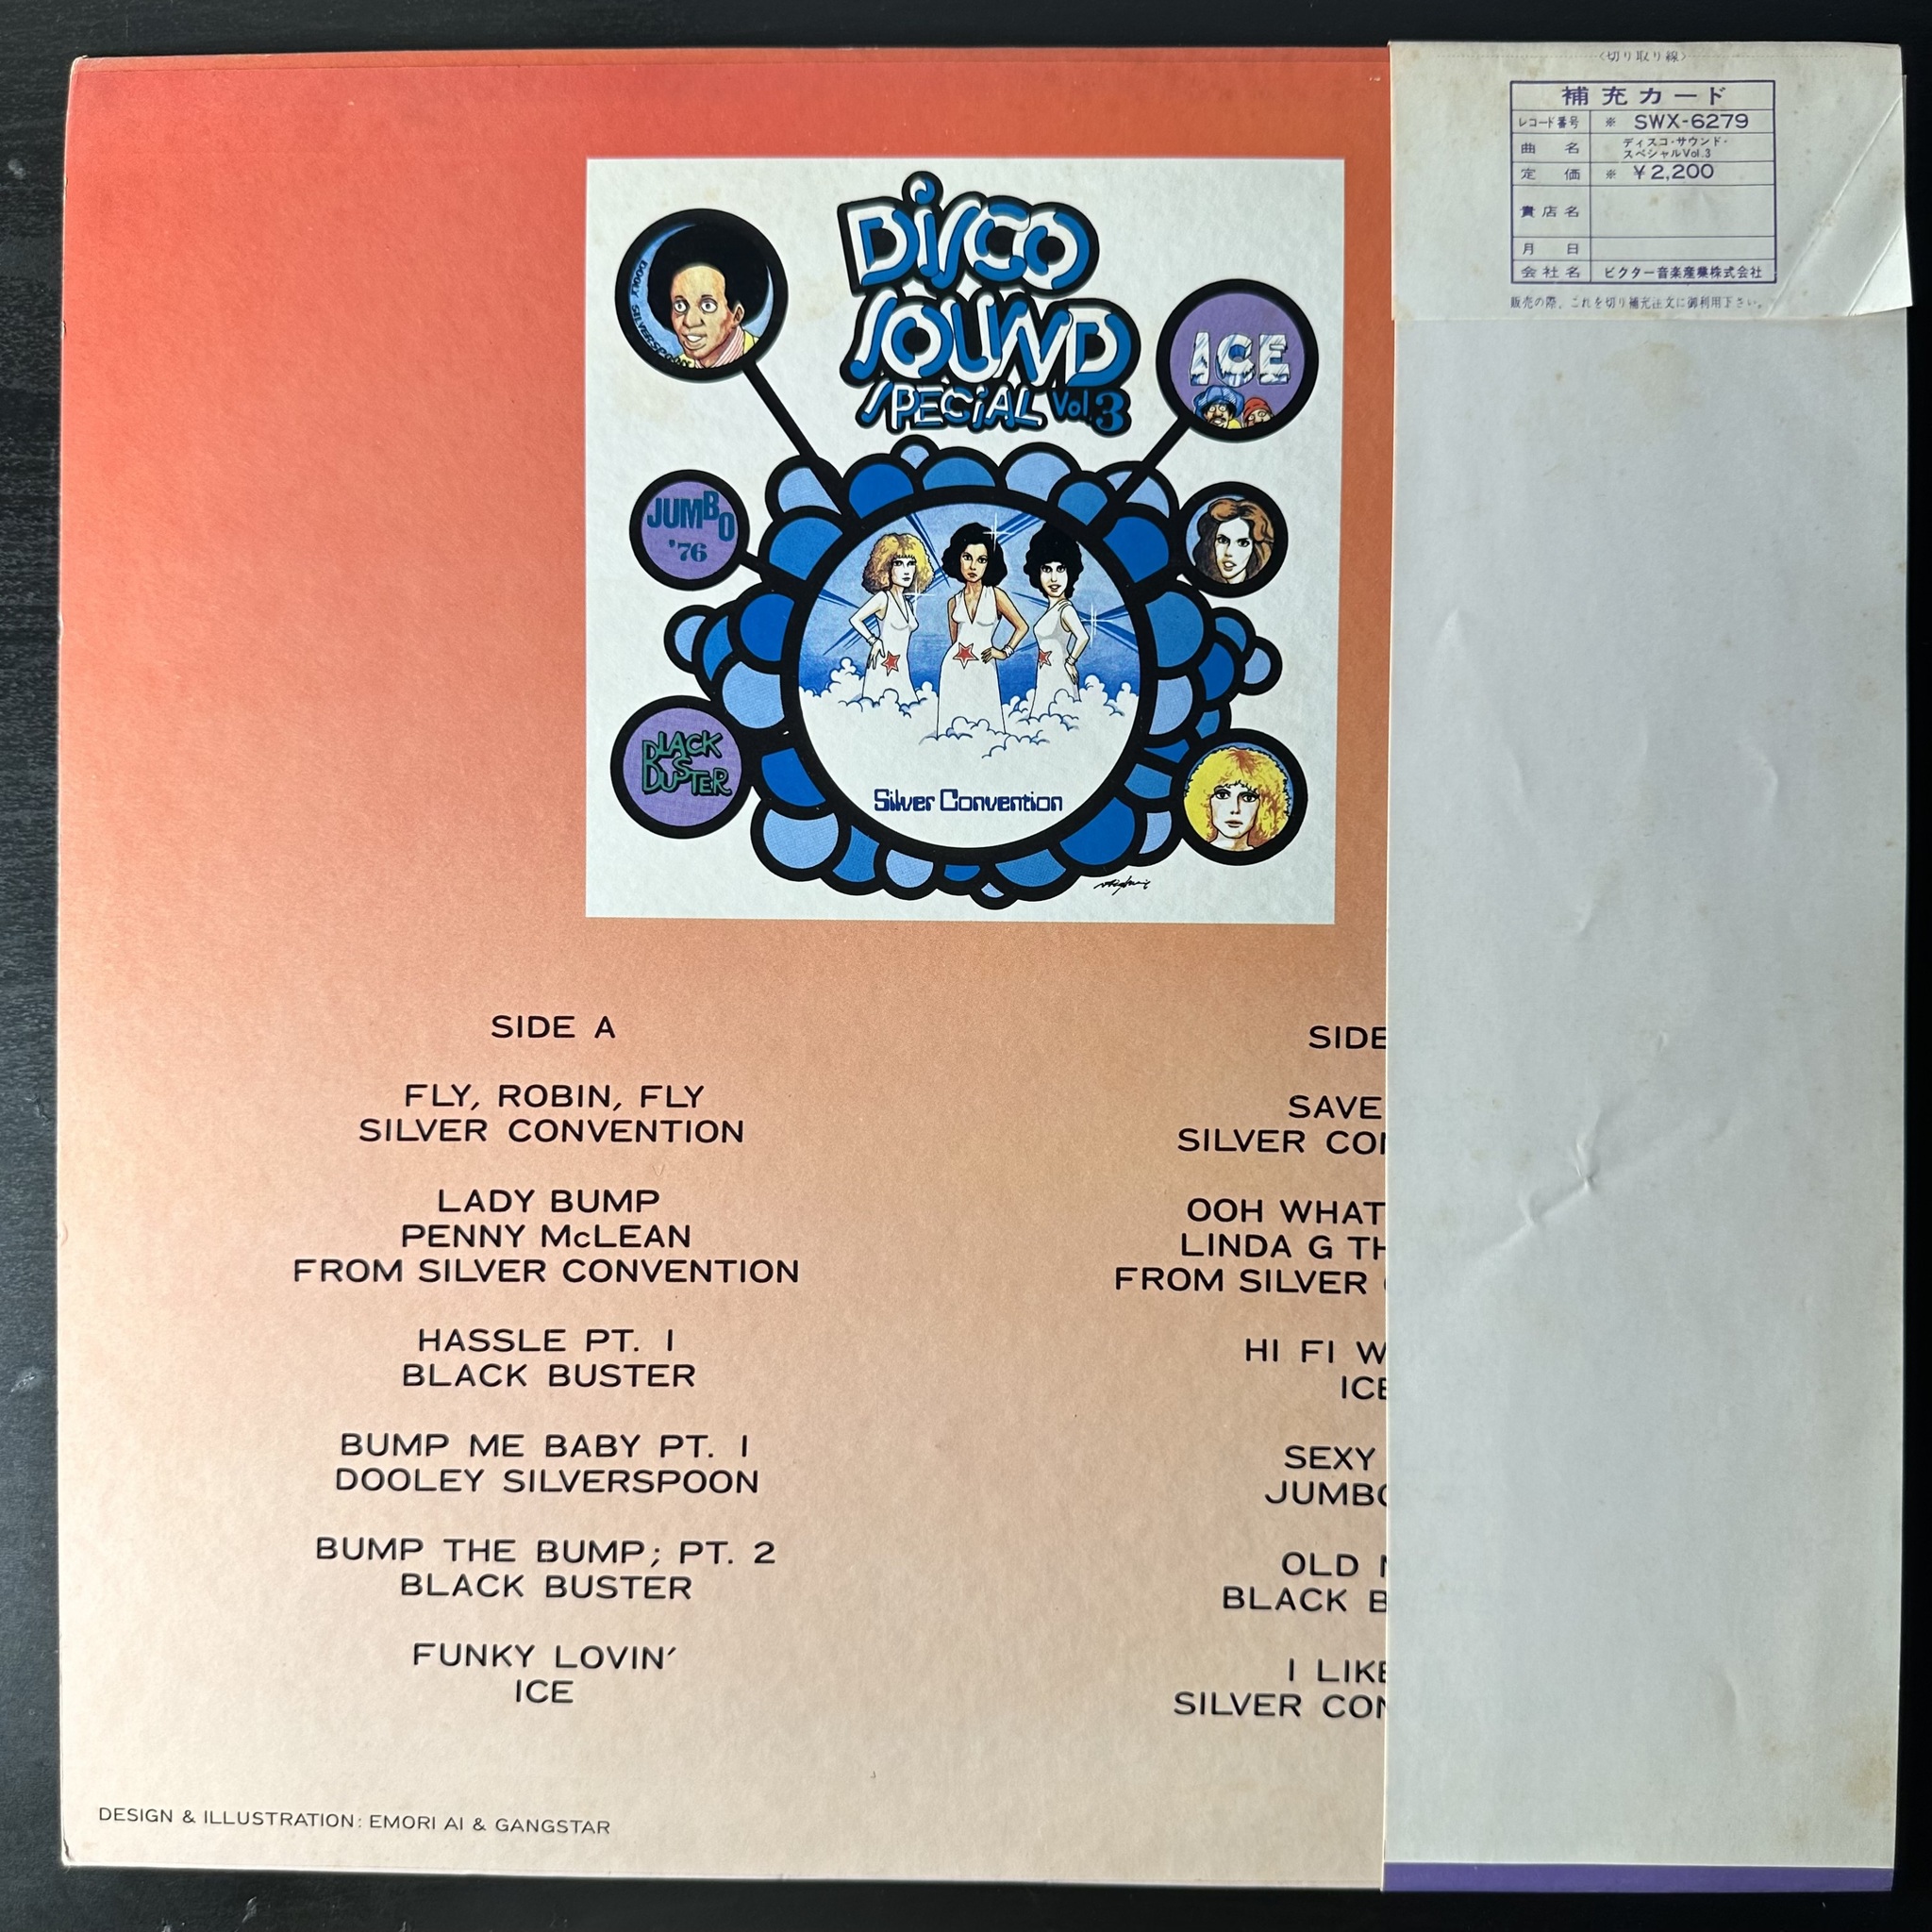 〈切り取り線〉
補充カード
レコード番号 ※ SWX-6279
曲名 ディスコ・サウンド・
スペシャルVol.3
定価 ※ ¥2,200
貴店名
月日
会社名 ビクター音楽産業株式会社
販売の際、これを切り補充注文に御利用下さい。
DISCO
SOUND
SPECIAL Vol.3
DOOLY SILVERSPOON
ICE
JUMBO
'76
BLACK
BUSTER
Silver Convention
SIDE A
FLY, ROBIN, FLY
SILVER CONVENTION
LADY BUMP
PENNY McLEAN
FROM SILVER CONVENTION
HASSLE PT. 1
BLACK BUSTER
BUMP ME BABY PT. 1
DOOLEY SILVERSPOON
BUMP THE BUMP; PT. 2
BLACK BUSTER
FUNKY LOVIN'
ICE
SIDE
SAVE
SILVER CON
OOH WHAT
LINDA G TH
FROM SILVER
HI FI W
ICE
SEXY
JUMBO
OLD
BLACK B
I LIKE
SILVER CON
DESIGN & ILLUSTRATION: EMORI AI & GANGSTAR